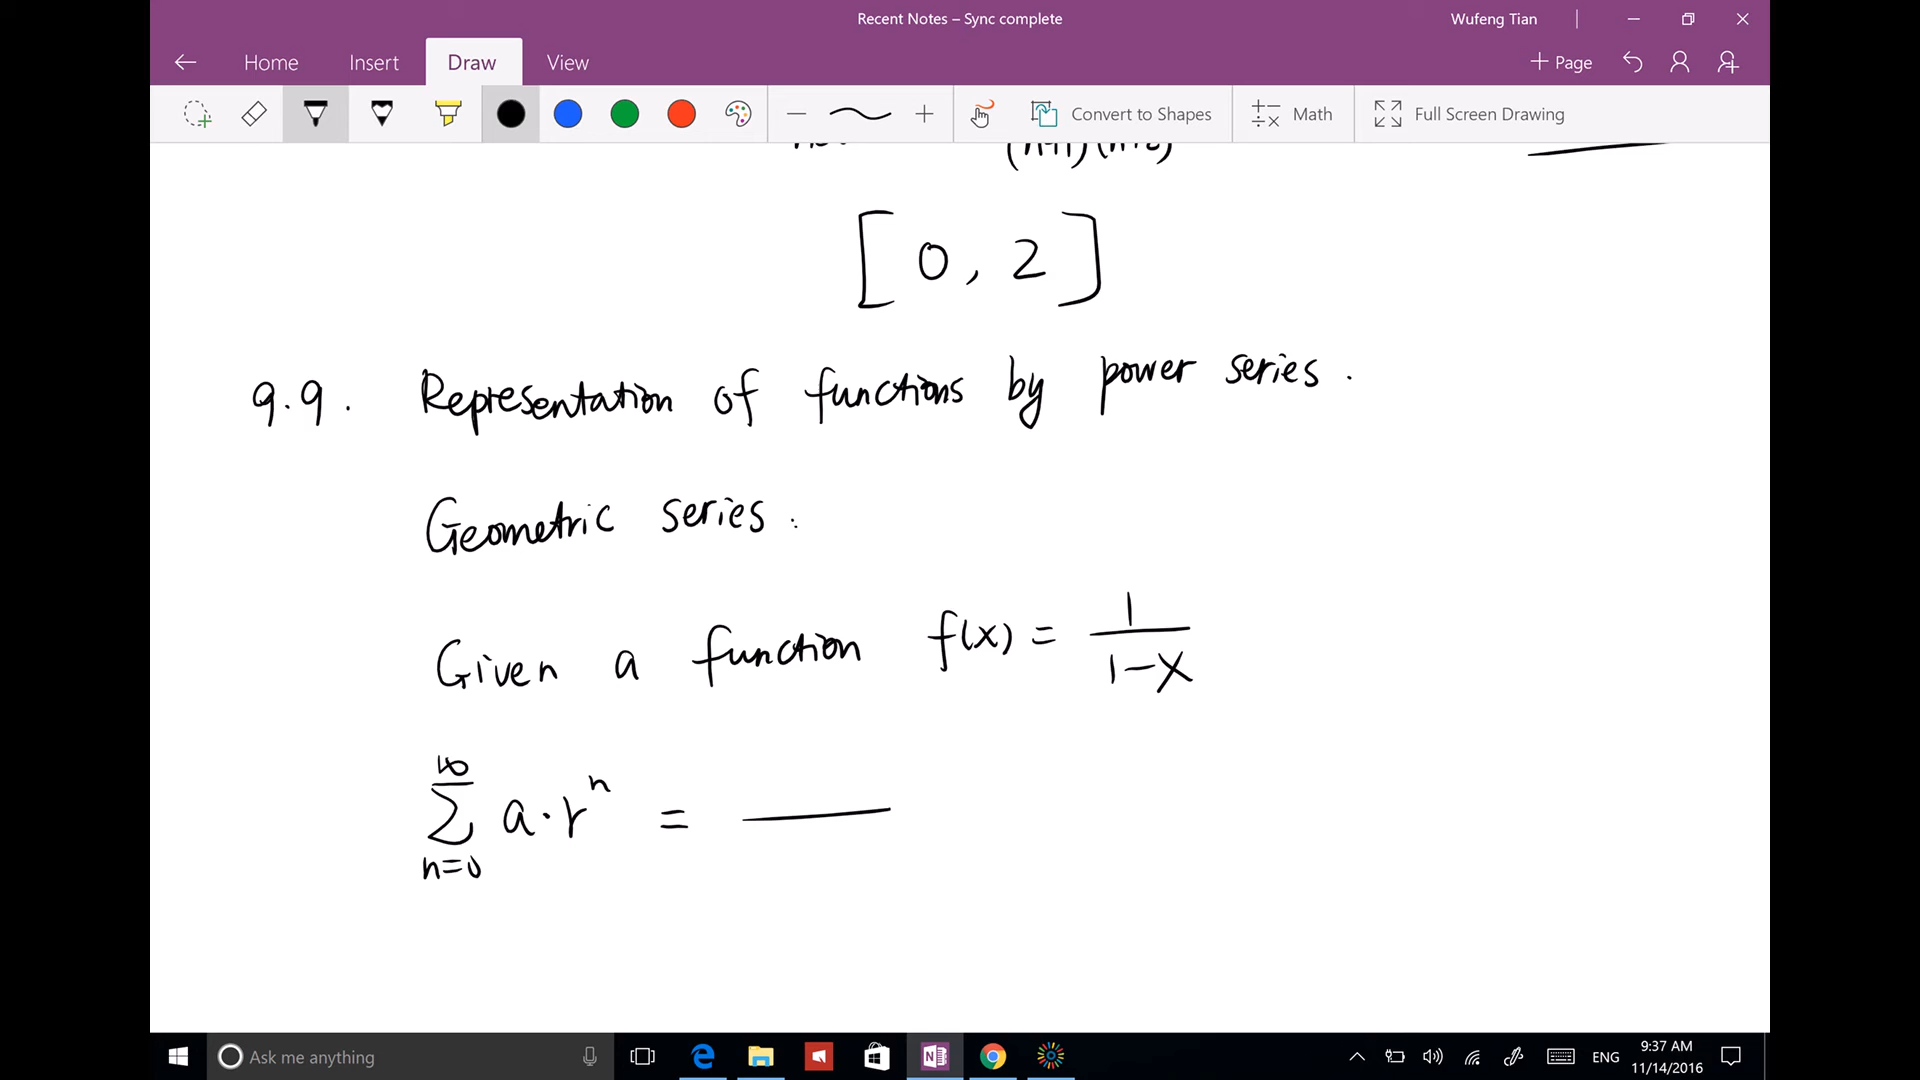 Recent Notes – Sync complete
Wufeng Tian
Home Insert Draw View
Page
Convert to Shapes Math Full Screen Drawing
[0, 2]
9.9. Representation of functions by power series.
Geometric series.
Given a function f(x) = 1/(1-x)
∞
∑ a·rⁿ = ___
n=0
Ask me anything
ENG
9:37 AM
11/14/2016